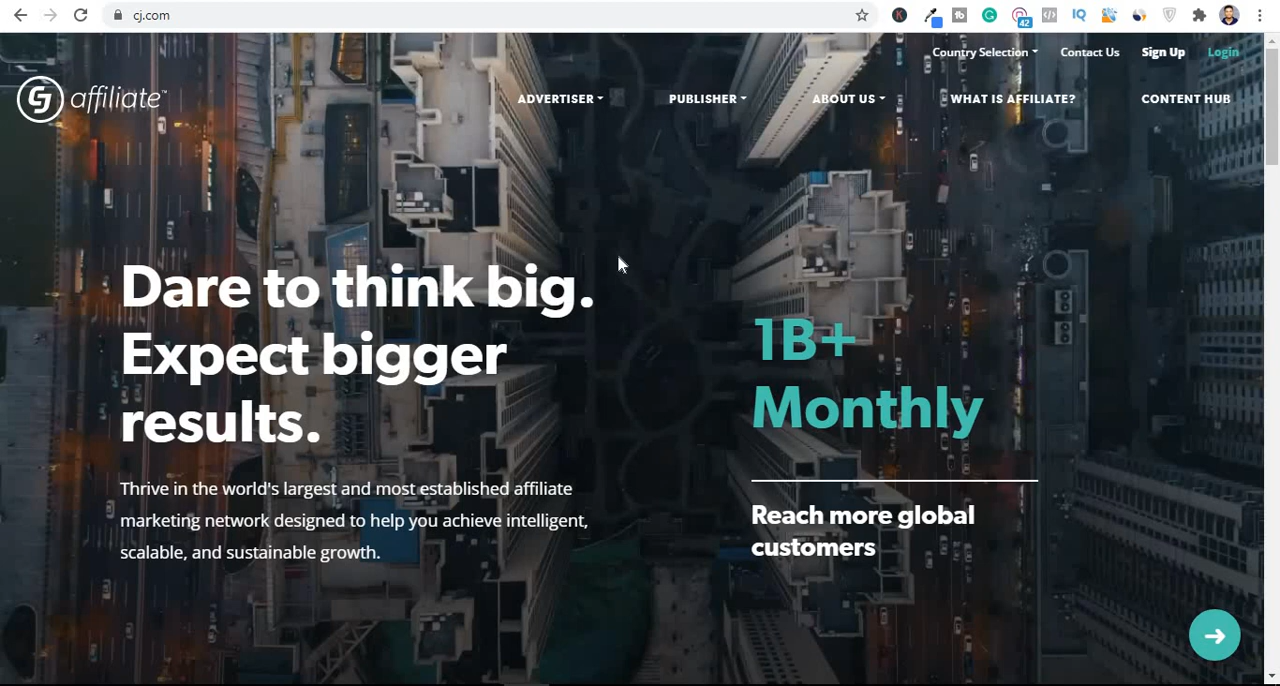 cj.com
42
Country Selection Contact Us Sign Up Login
affiliate™
ADVERTISER PUBLISHER ABOUT US WHAT IS AFFILIATE? CONTENT HUB
Dare to think big.
Expect bigger
results.
Thrive in the world's largest and most established affiliate
marketing network designed to help you achieve intelligent,
scalable, and sustainable growth.
1B+
Monthly
Reach more global
customers